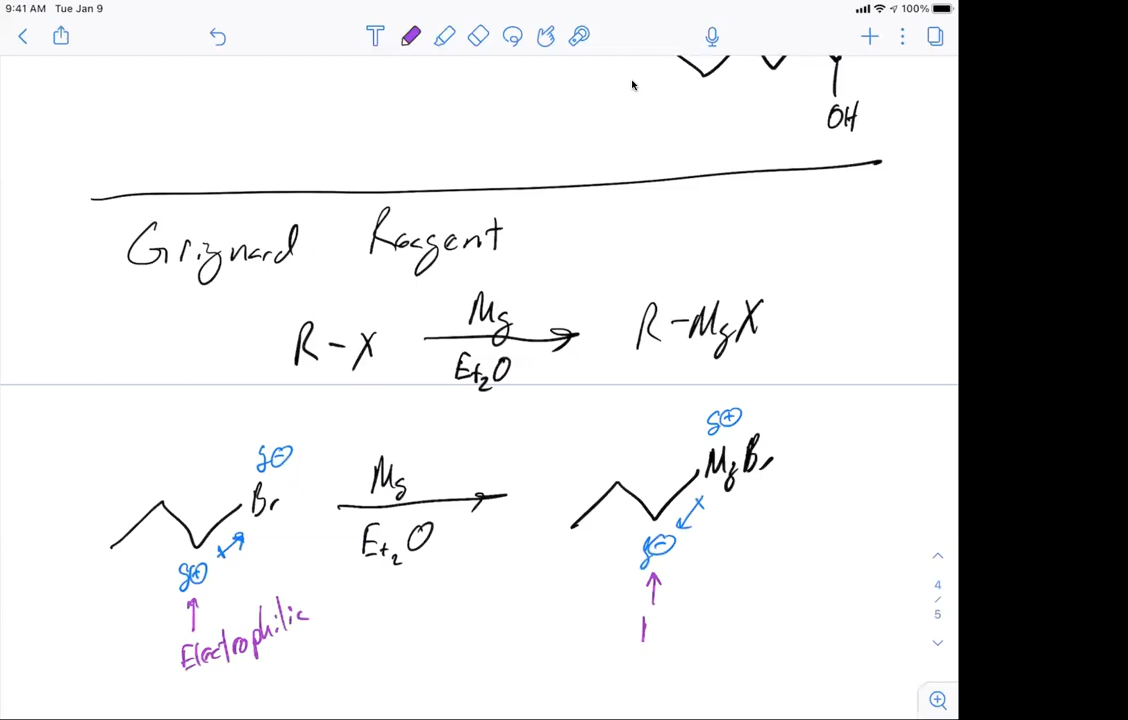 9:41 AM Tue Jan 9 100%
T
OH
Grignard Reagent
R-X Mg Et₂O R-MgX
δ⊖ Br δ⊕ Mg Et₂O δ⊕ MgBr δ⊖
Electrophilic
4
/
5